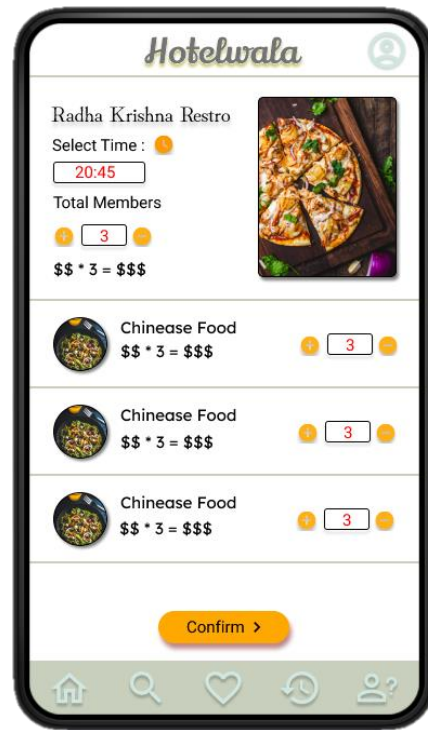 Hotelwala
Radha Krishna Restro
Select Time :
20:45
Total Members
3
$$ * 3 = $$$
Chinease Food
$$ * 3 = $$$
3
Chinease Food
$$ * 3 = $$$
3
Chinease Food
$$ * 3 = $$$
3
Confirm >
?